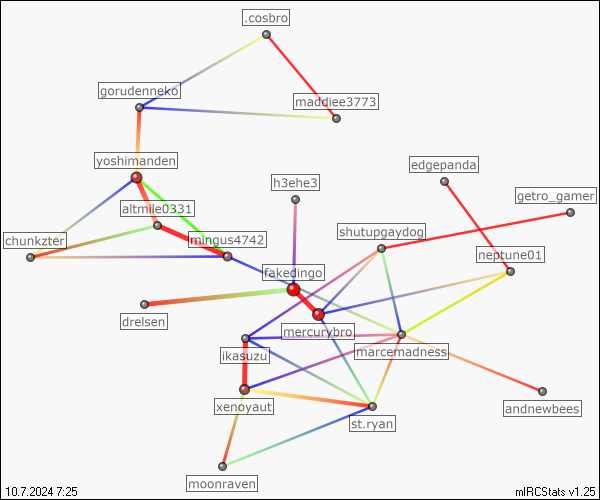 .cosbro
gorudenneko
maddiee3773
yoshimanden
edgepanda
h3ehe3
getro_gamer
altmile0331
shutupgaydog
chunkzter
mingus4742
neptune01
fakedingo
drelsen
mercurybro
ikasuzu
marcemadness
xenoyaut
andnewbees
st.ryan
moonraven
10.7.2024 7:25
mIRCStats v1.25